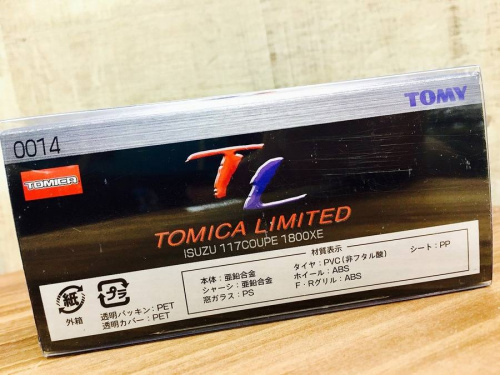 TOMY
0014
TOMICA
TL
TOMICA LIMITED
ISUZU 117COUPE 1800XE
材質表示
本体：亜鉛合金
シャーシ：亜鉛合金
窓ガラス：PS
タイヤ：PVC(非フタル酸)
ホイール：ABS
F・Rグリル：ABS
シート：PP
紙
外箱
プラ
透明パッキン：PET
透明カバー：PET